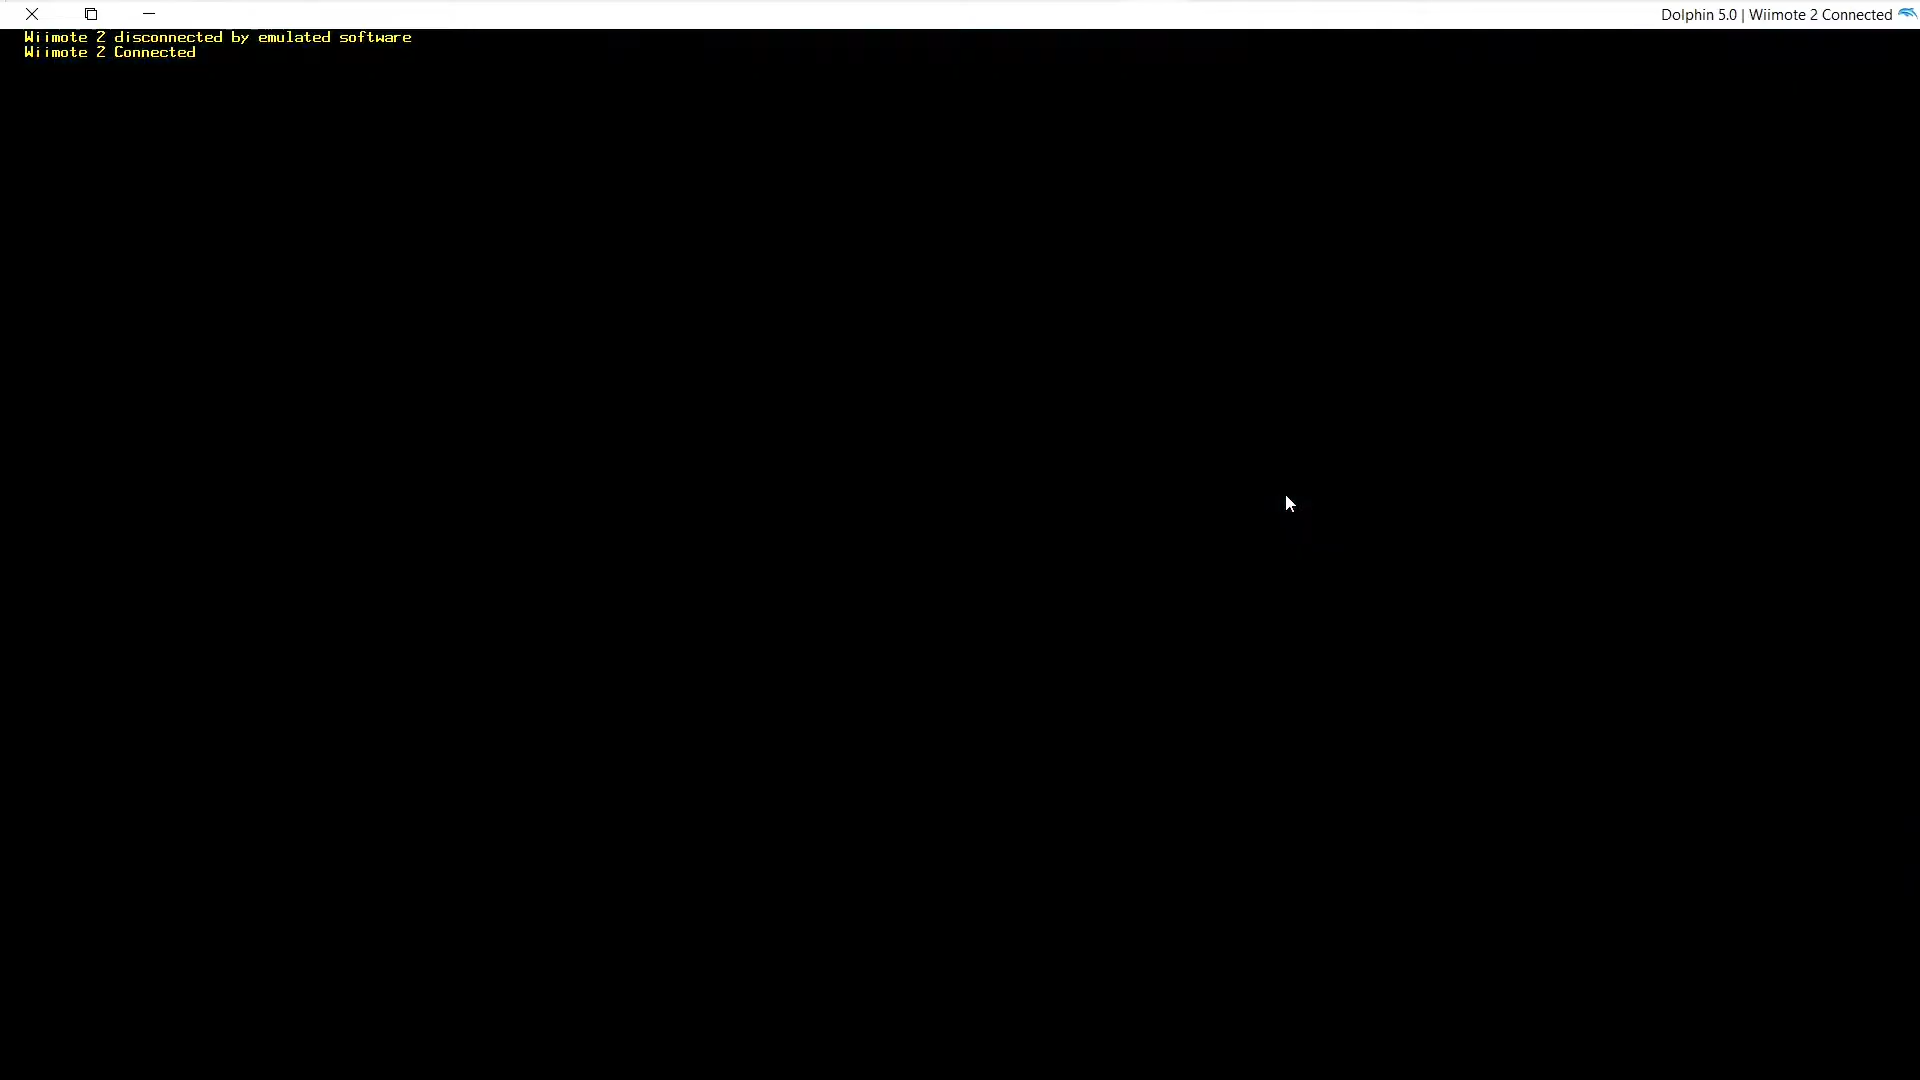 Dolphin 5.0 | Wiimote 2 Connected
Wiimote 2 disconnected by emulated software
Wiimote 2 Connected